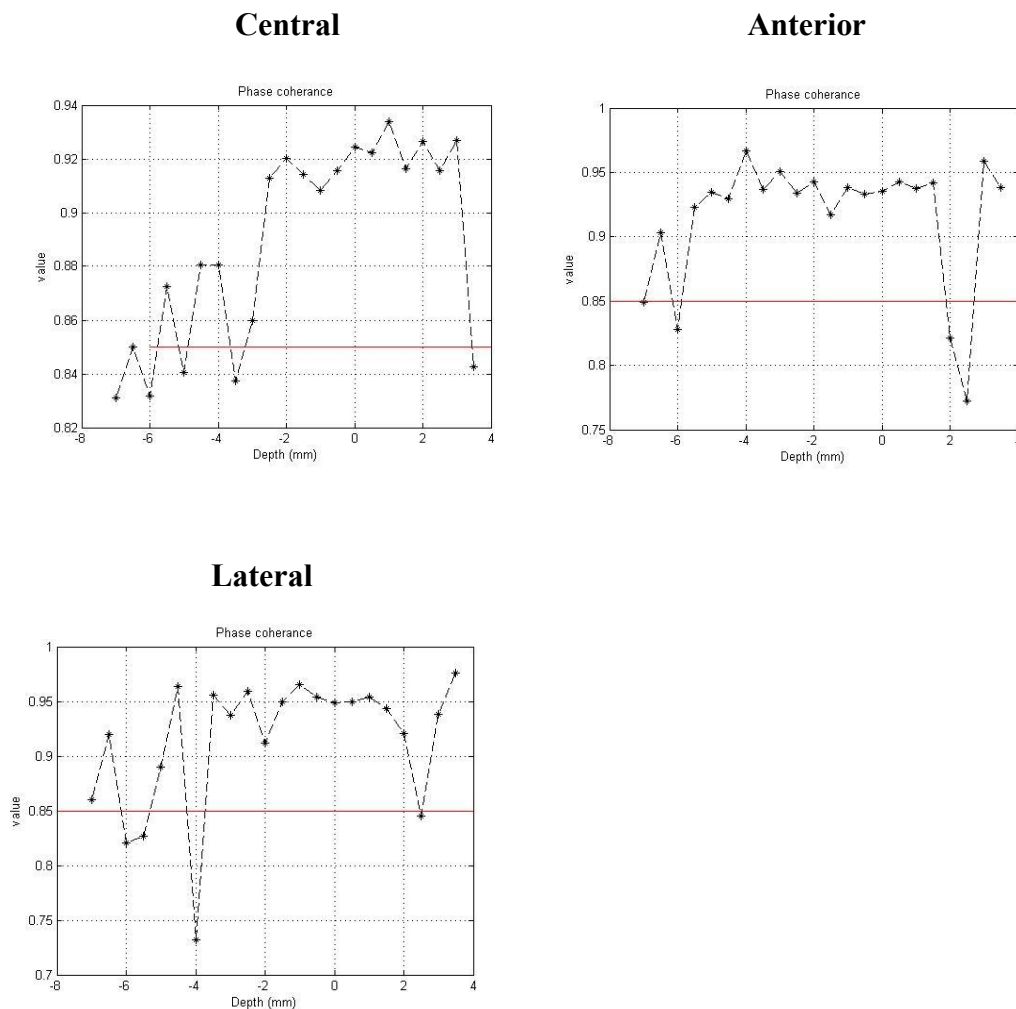 Central
Anterior
Phase coherance
0.94
0.92
0.9
0.88
0.86
0.84
0.82
value
-8 -6 -4 -2 0 2 4
Depth (mm)
Phase coherance
1
0.95
0.9
0.85
0.8
0.75
value
-8 -6 -4 -2 0 2 4
Depth (mm)
Lateral
Phase coherance
1
0.95
0.9
0.85
0.8
0.75
0.7
value
-8 -6 -4 -2 0 2 4
Depth (mm)